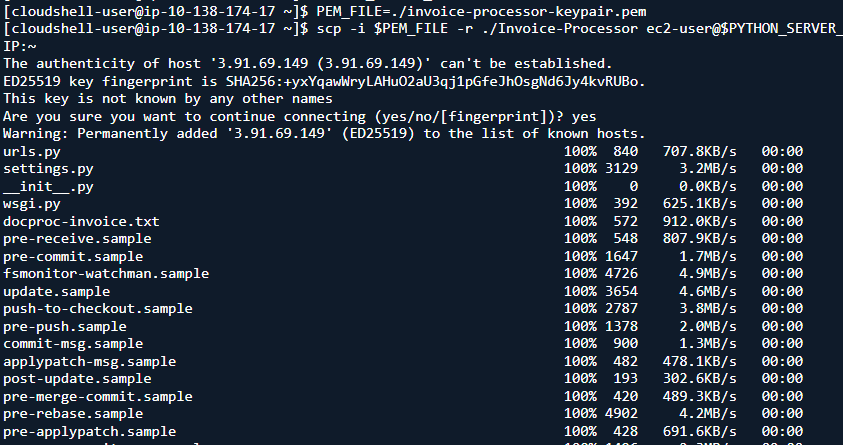 [cloudshell-user@ip-10-138-174-17 ~]$ PEM_FILE=./invoice-processor-keypair.pem
[cloudshell-user@ip-10-138-174-17 ~]$ scp -i $PEM_FILE -r ./Invoice-Processor ec2-user@$PYTHON_SERVER_
IP:~
The authenticity of host '3.91.69.149 (3.91.69.149)' can't be established.
ED25519 key fingerprint is SHA256:+yxYqawWryLAHuO2aU3qj1pGfeJhOsgNd6Jy4kvRUBo.
This key is not known by any other names
Are you sure you want to continue connecting (yes/no/[fingerprint])? yes
Warning: Permanently added '3.91.69.149' (ED25519) to the list of known hosts.
urls.py 100% 840 707.8KB/s 00:00
settings.py 100% 3129 3.2MB/s 00:00
__init__.py 100% 0 0.0KB/s 00:00
wsgi.py 100% 392 625.1KB/s 00:00
docproc-invoice.txt 100% 572 912.0KB/s 00:00
pre-receive.sample 100% 548 807.9KB/s 00:00
pre-commit.sample 100% 1647 1.7MB/s 00:00
fsmonitor-watchman.sample 100% 4726 4.9MB/s 00:00
update.sample 100% 3654 4.6MB/s 00:00
push-to-checkout.sample 100% 2787 3.8MB/s 00:00
pre-push.sample 100% 1378 2.0MB/s 00:00
commit-msg.sample 100% 900 1.3MB/s 00:00
applypatch-msg.sample 100% 482 478.1KB/s 00:00
post-update.sample 100% 193 302.6KB/s 00:00
pre-merge-commit.sample 100% 420 489.3KB/s 00:00
pre-rebase.sample 100% 4902 4.2MB/s 00:00
pre-applypatch.sample 100% 428 691.6KB/s 00:00